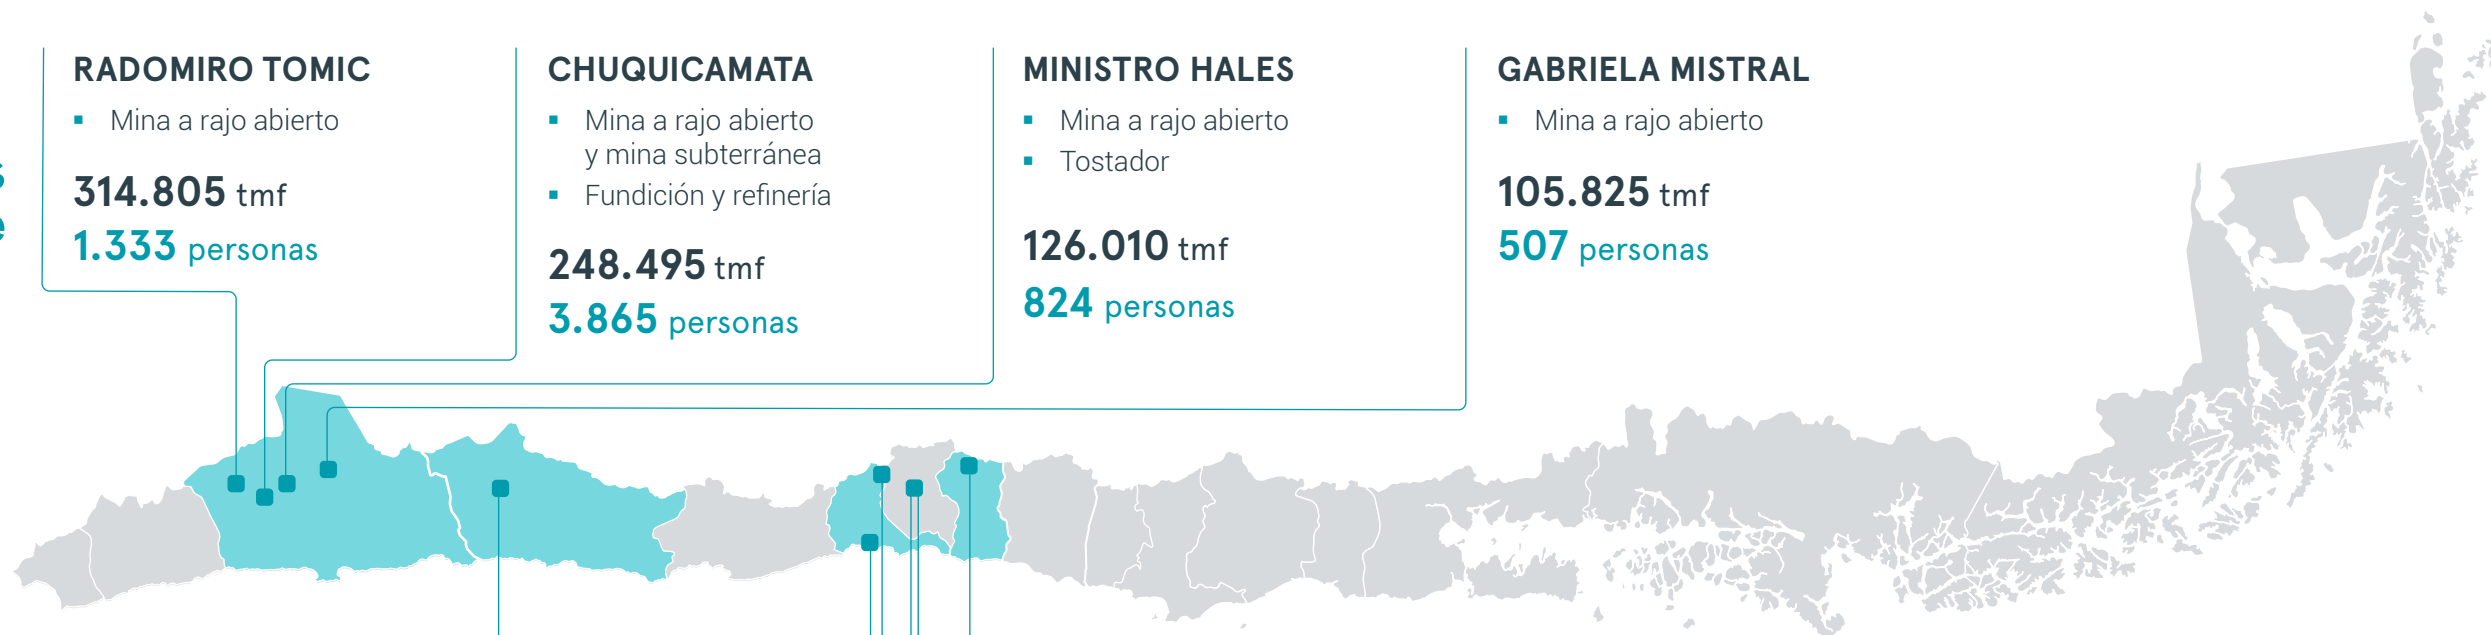 RADOMIRO TOMIC
▪ Mina a rajo abierto
314.805 tmf
1.333 personas
CHUQUICAMATA
▪ Mina a rajo abierto
y mina subterránea
▪ Fundición y refinería
248.495 tmf
3.865 personas
MINISTRO HALES
▪ Mina a rajo abierto
▪ Tostador
126.010 tmf
824 personas
GABRIELA MISTRAL
▪ Mina a rajo abierto
105.825 tmf
507 personas